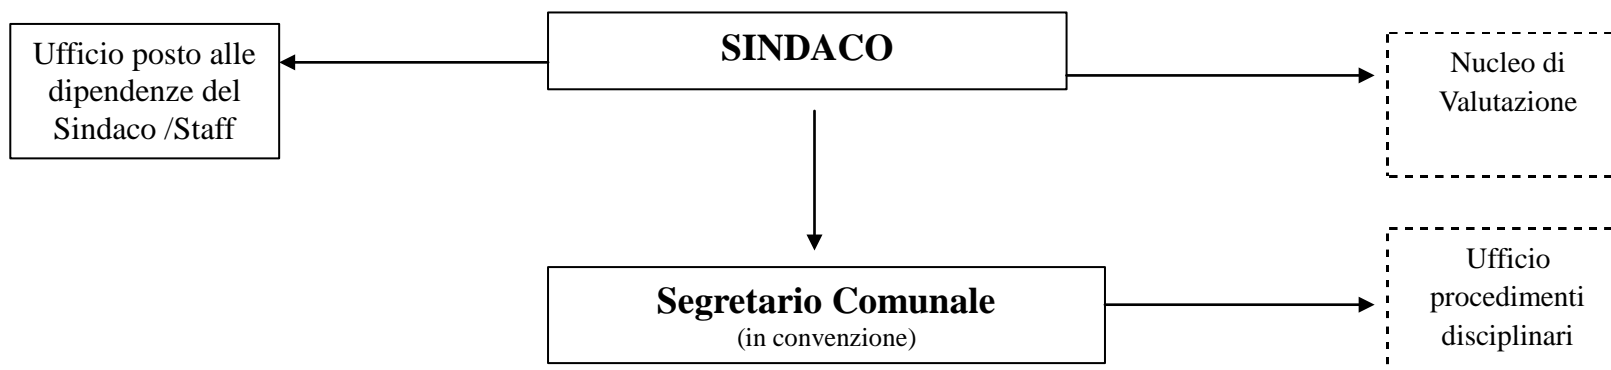 Ufficio posto alle
dipendenze del
Sindaco /Staff
SINDACO
Nucleo di
Valutazione
Segretario Comunale
(in convenzione)
Ufficio
procedimenti
disciplinari